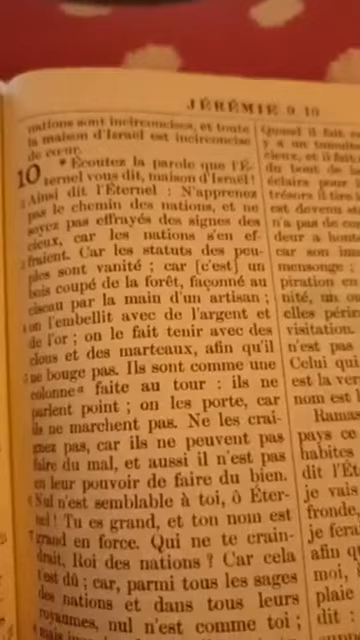 JÉRÉMIE 9 10
nations sont incirconcises, et toute
la maison d'Israël est incirconcise
de cœur.
10 * Écoutez la parole que l'É-
ternel vous dit, maison d'Israël !
Ainsi dit l'Éternel : N'apprenez
pas le chemin des nations, et ne
soyez pas effrayés des signes des
cieux, car les nations s'en ef-
fraient. Car les statuts des peu-
ples sont vanité ; car [c'est] un
bois coupé de la forêt, façonné au
ciseau par la main d'un artisan ;
on l'embellit avec de l'argent et
de l'or ; on le fait tenir avec des
clous et des marteaux, afin qu'il
ne bouge pas. Ils sont comme une
colonne a faite au tour : ils ne
parlent point ; on les porte, car
ils ne marchent pas. Ne les crai-
gnez pas, car ils ne peuvent pas
faire du mal, et aussi il n'est pas
en leur pouvoir de faire du bien.
Nul n'est semblable à toi, ô Éter-
nel ! Tu es grand, et ton nom est
grand en force. Qui ne te crain-
drait, Roi des nations ? Car cela
t'est dû ; car, parmi tous les sages
des nations et dans tous leurs
royaumes, nul n'est comme toi ;
Quand il fait
y a un
cieux, et il fait
du bout de la
éclairs pour
trésors il tire
est devenu
n'a pas de
deur a
car son
mensonge :
piration en
nité, un
elles
visitation.
n'est pas
Celui qui
est la
nom est
Ramas
pays ce
habites
dit l'Ét
je vais
fronde,
je fera
afin qu
moi,
plaie
dit :